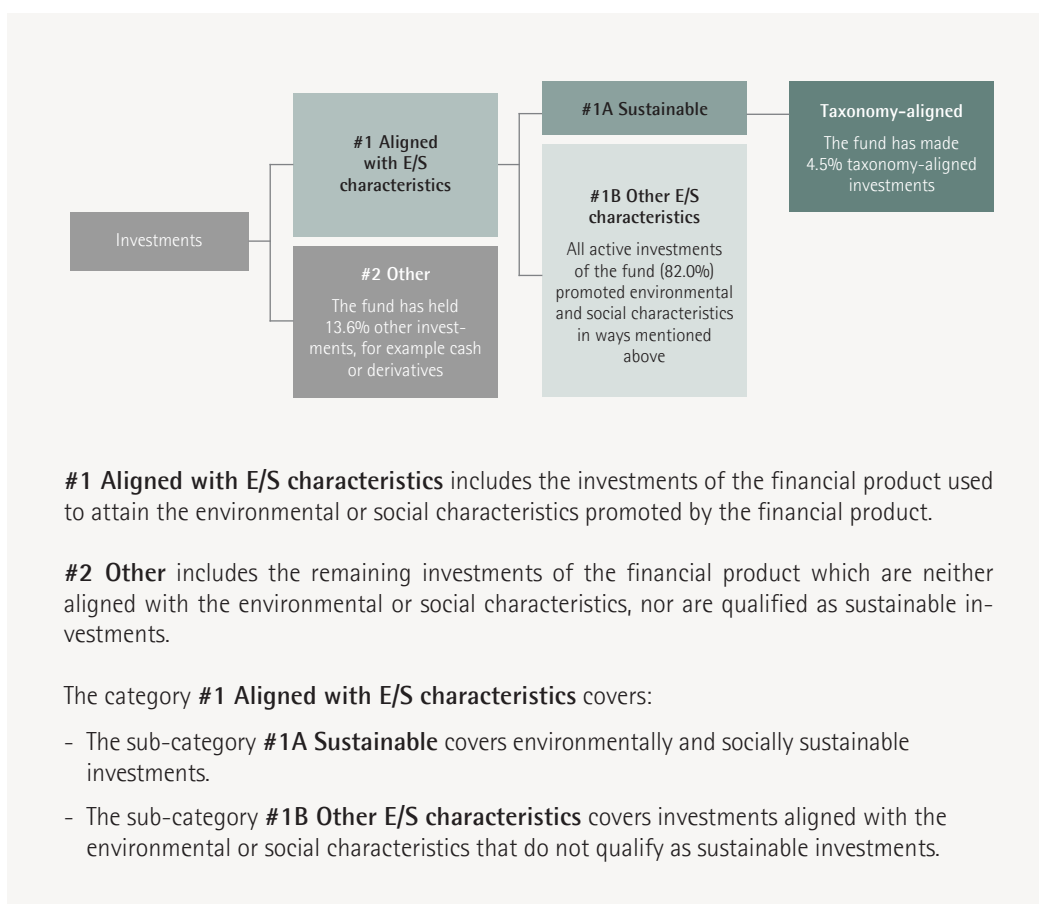 Investments
#1 Aligned
with E/S
characteristics
#2 Other
The fund has held
13.6% other invest-
ments, for example cash
or derivatives
#1A Sustainable
#1B Other E/S
characteristics
All active investments
of the fund (82.0%)
promoted environmental
and social characteristics
in ways mentioned
above
Taxonomy-aligned
The fund has made
4.5% taxonomy-aligned
investments
#1 Aligned with E/S characteristics includes the investments of the financial product used
to attain the environmental or social characteristics promoted by the financial product.
#2 Other includes the remaining investments of the financial product which are neither
aligned with the environmental or social characteristics, nor are qualified as sustainable in-
vestments.
The category #1 Aligned with E/S characteristics covers:
- The sub-category #1A Sustainable covers environmentally and socially sustainable
investments.
- The sub-category #1B Other E/S characteristics covers investments aligned with the
environmental or social characteristics that do not qualify as sustainable investments.